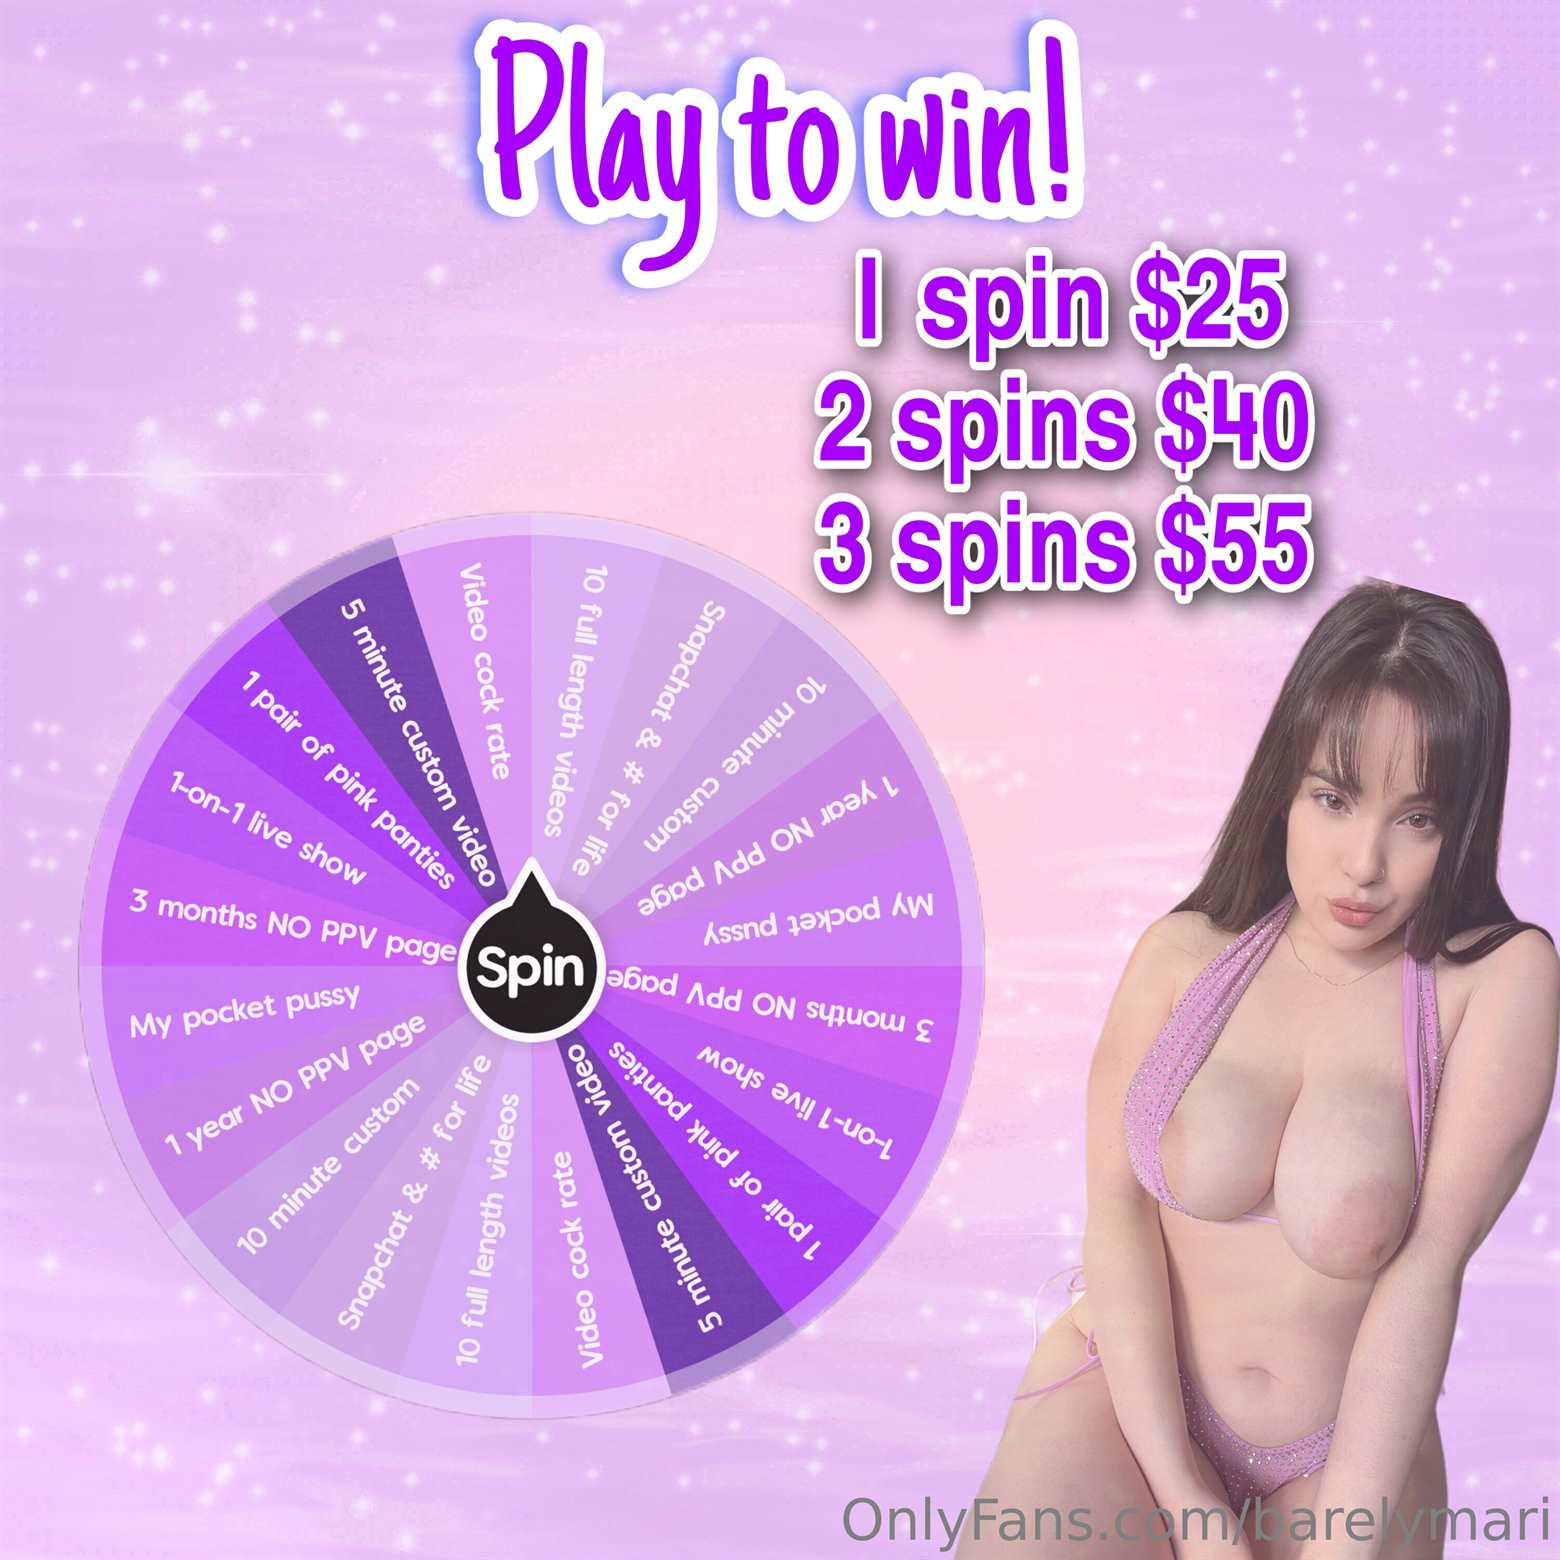 Play to win!
1 spin $25
2 spins $40
3 spins $55
Video cock rate
10 full length videos
Snapchat & # for life
10 minute custom
1 year NO PPV page
My pocket pussy
3 months NO PPV page
1-on-1 live show
1 pair of pink panties
5 minute custom video
Video cock rate
10 full length videos
Snapchat & # for life
10 minute custom
1 year NO PPV page
My pocket pussy
3 months NO PPV page
1-on-1 live show
1 pair of pink panties
5 minute custom video
Spin
OnlyFans.com/barelymari